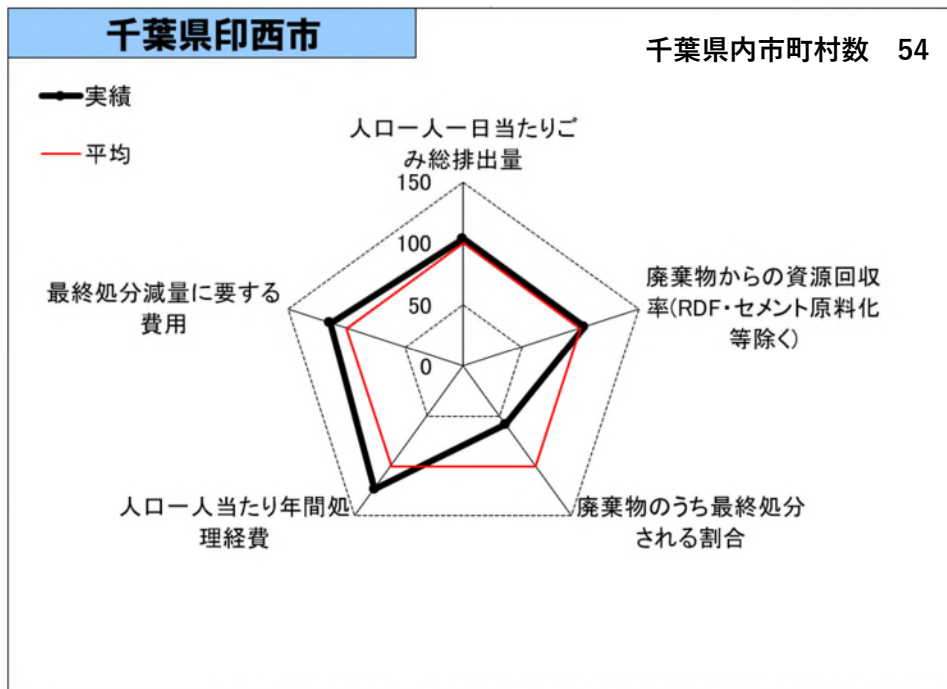 千葉県印西市
千葉県内市町村数　54
実績
平均
人口一人一日当たりご
み総排出量
150
100
50
0
廃棄物からの資源回収
率(RDF・セメント原料化
等除く)
廃棄物のうち最終処分
される割合
人口一人当たり年間処
理経費
最終処分減量に要する
費用